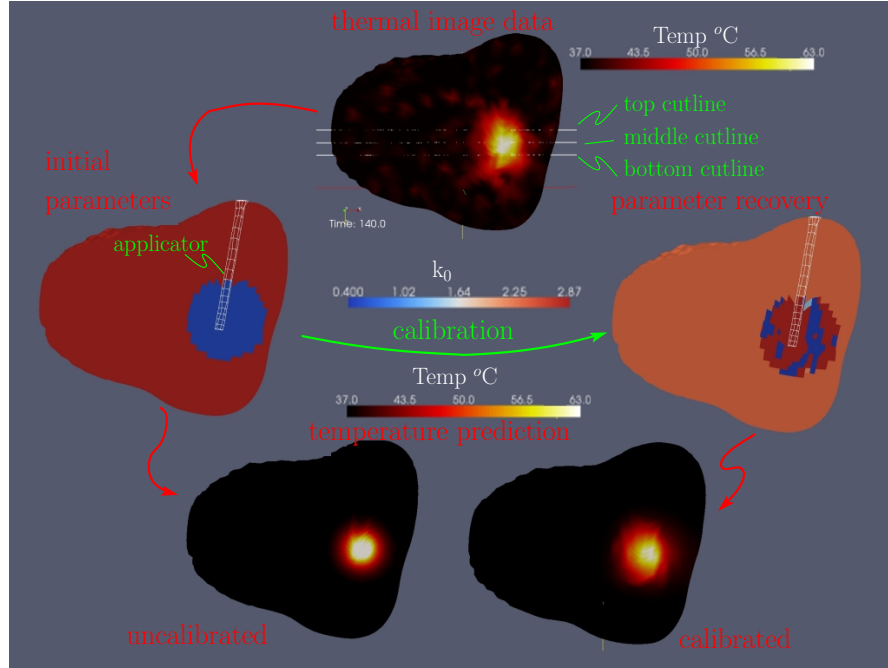 thermal image data
Temp °C
37.0 43.5 50.0 56.5 63.0
top cutline
middle cutline
bottom cutline
initial
parameters
Time: 140.0
parameter recovery
applicator
k0
0.400 1.02 1.64 2.25 2.87
calibration
Temp °C
37.0 43.5 50.0 56.5 63.0
temperature prediction
uncalibrated
calibrated